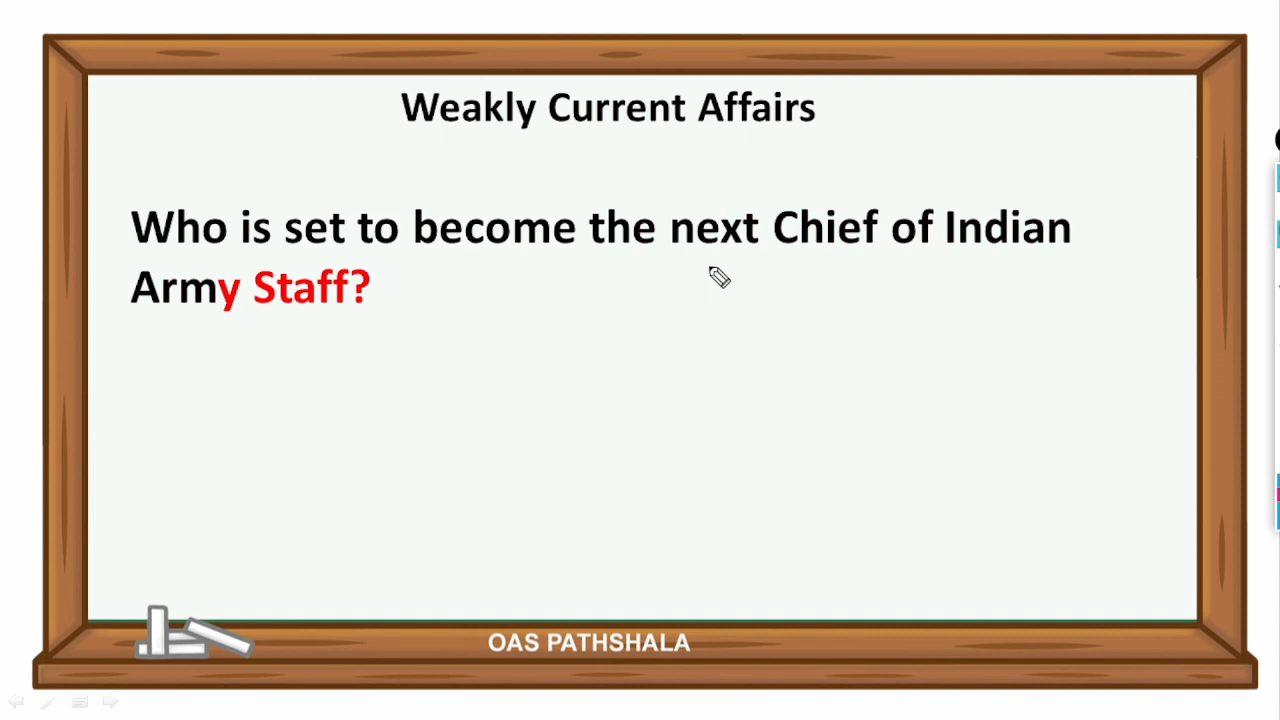 Weakly Current Affairs
Who is set to become the next Chief of Indian
Army Staff?
OAS PATHSHALA